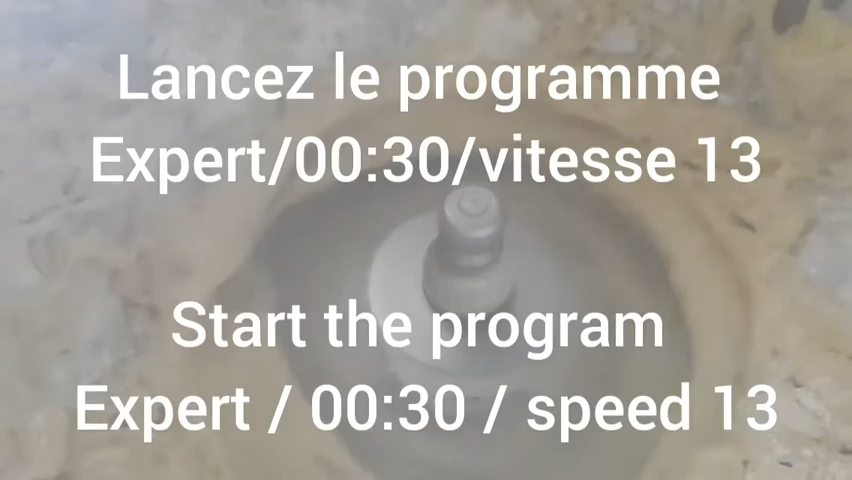 Lancez le programme
Expert/00:30/vitesse 13
Start the program
Expert / 00:30 / speed 13